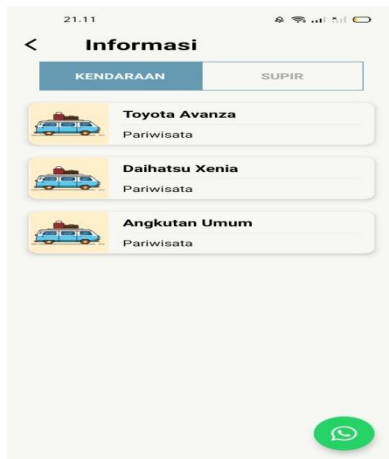 21.11
Informasi
KENDARAAN SUPIR
Toyota Avanza
Pariwisata
Daihatsu Xenia
Pariwisata
Angkutan Umum
Pariwisata